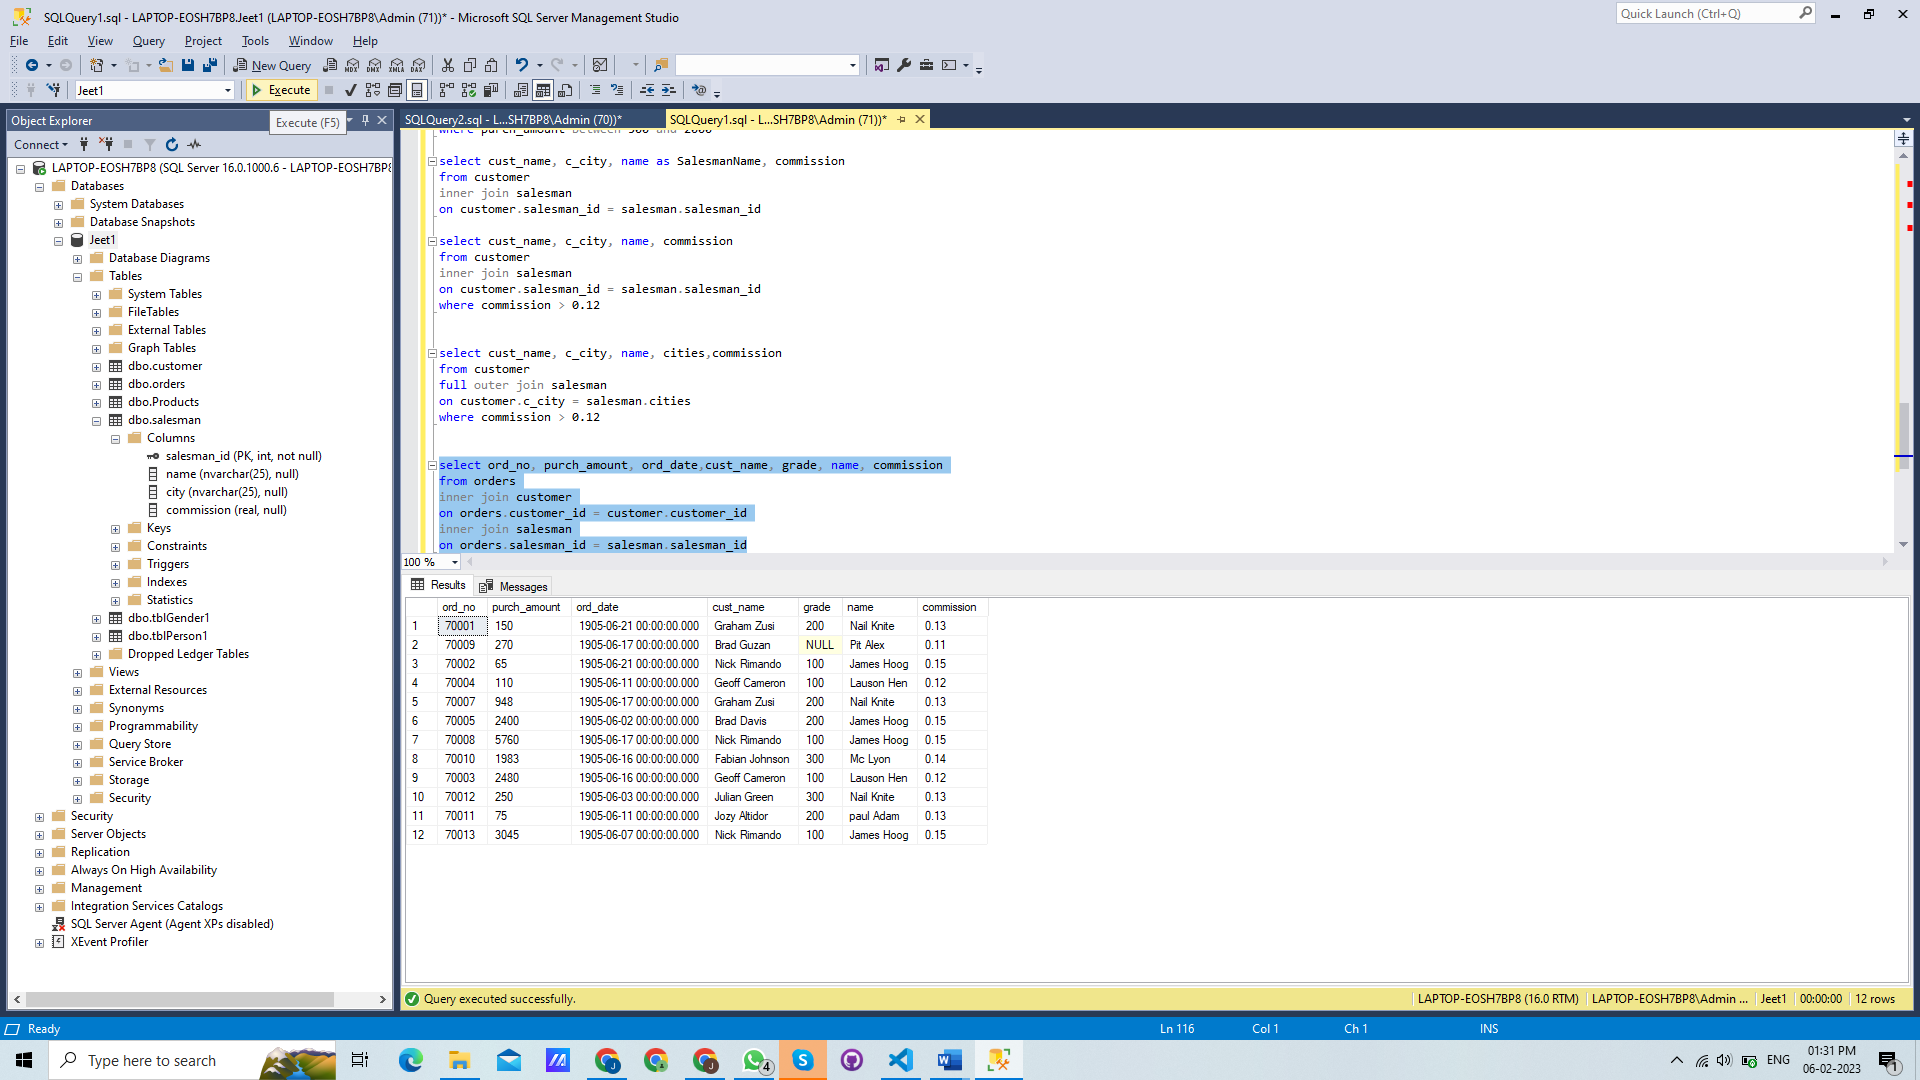 SQLQuery1.sql - LAPTOP-EOSH7BP8.Jeet1 (LAPTOP-EOSH7BP8\Admin (71))* - Microsoft SQL Server Management Studio
Quick Launch (Ctrl+Q)
File Edit View Query Project Tools Window Help
New Query
MDX DMX XMLA DAX
Jeet1
Execute
Execute (F5)
Object Explorer
Connect
LAPTOP-EOSH7BP8 (SQL Server 16.0.1000.6 - LAPTOP-EOSH7BP8
Databases
System Databases
Database Snapshots
Jeet1
Database Diagrams
Tables
System Tables
FileTables
External Tables
Graph Tables
dbo.customer
dbo.orders
dbo.Products
dbo.salesman
Columns
salesman_id (PK, int, not null)
name (nvarchar(25), null)
city (nvarchar(25), null)
commission (real, null)
Keys
Constraints
Triggers
Indexes
Statistics
dbo.tblGender1
dbo.tblPerson1
Dropped Ledger Tables
Views
External Resources
Synonyms
Programmability
Query Store
Service Broker
Storage
Security
Security
Server Objects
Replication
Always On High Availability
Management
Integration Services Catalogs
SQL Server Agent (Agent XPs disabled)
XEvent Profiler
SQLQuery2.sql - L...SH7BP8\Admin (70))*
SQLQuery1.sql - L...SH7BP8\Admin (71))*
where purch_amount between 500 and 2000
select cust_name, c_city, name as SalesmanName, commission
from customer
inner join salesman
on customer.salesman_id = salesman.salesman_id
select cust_name, c_city, name, commission
from customer
inner join salesman
on customer.salesman_id = salesman.salesman_id
where commission > 0.12
select cust_name, c_city, name, cities,commission
from customer
full outer join salesman
on customer.c_city = salesman.cities
where commission > 0.12
select ord_no, purch_amount, ord_date,cust_name, grade, name, commission
from orders
inner join customer
on orders.customer_id = customer.customer_id
inner join salesman
on orders.salesman_id = salesman.salesman_id
100 %
Results Messages
ord_no purch_amount ord_date cust_name grade name commission
1 70001 150 1905-06-21 00:00:00.000 Graham Zusi 200 Nail Knite 0.13
2 70009 270 1905-06-17 00:00:00.000 Brad Guzan NULL Pit Alex 0.11
3 70002 65 1905-06-21 00:00:00.000 Nick Rimando 100 James Hoog 0.15
4 70004 110 1905-06-11 00:00:00.000 Geoff Cameron 100 Lauson Hen 0.12
5 70007 948 1905-06-17 00:00:00.000 Graham Zusi 200 Nail Knite 0.13
6 70005 2400 1905-06-02 00:00:00.000 Brad Davis 200 James Hoog 0.15
7 70008 5760 1905-06-17 00:00:00.000 Nick Rimando 100 James Hoog 0.15
8 70010 1983 1905-06-16 00:00:00.000 Fabian Johnson 300 Mc Lyon 0.14
9 70003 2480 1905-06-16 00:00:00.000 Geoff Cameron 100 Lauson Hen 0.12
10 70012 250 1905-06-03 00:00:00.000 Julian Green 300 Nail Knite 0.13
11 70011 75 1905-06-11 00:00:00.000 Jozy Altidor 200 paul Adam 0.13
12 70013 3045 1905-06-07 00:00:00.000 Nick Rimando 100 James Hoog 0.15
Query executed successfully.
LAPTOP-EOSH7BP8 (16.0 RTM) LAPTOP-EOSH7BP8\Admin ... Jeet1 00:00:00 12 rows
Ready
Ln 116 Col 1 Ch 1 INS
Type here to search
4
ENG
01:31 PM
06-02-2023
1